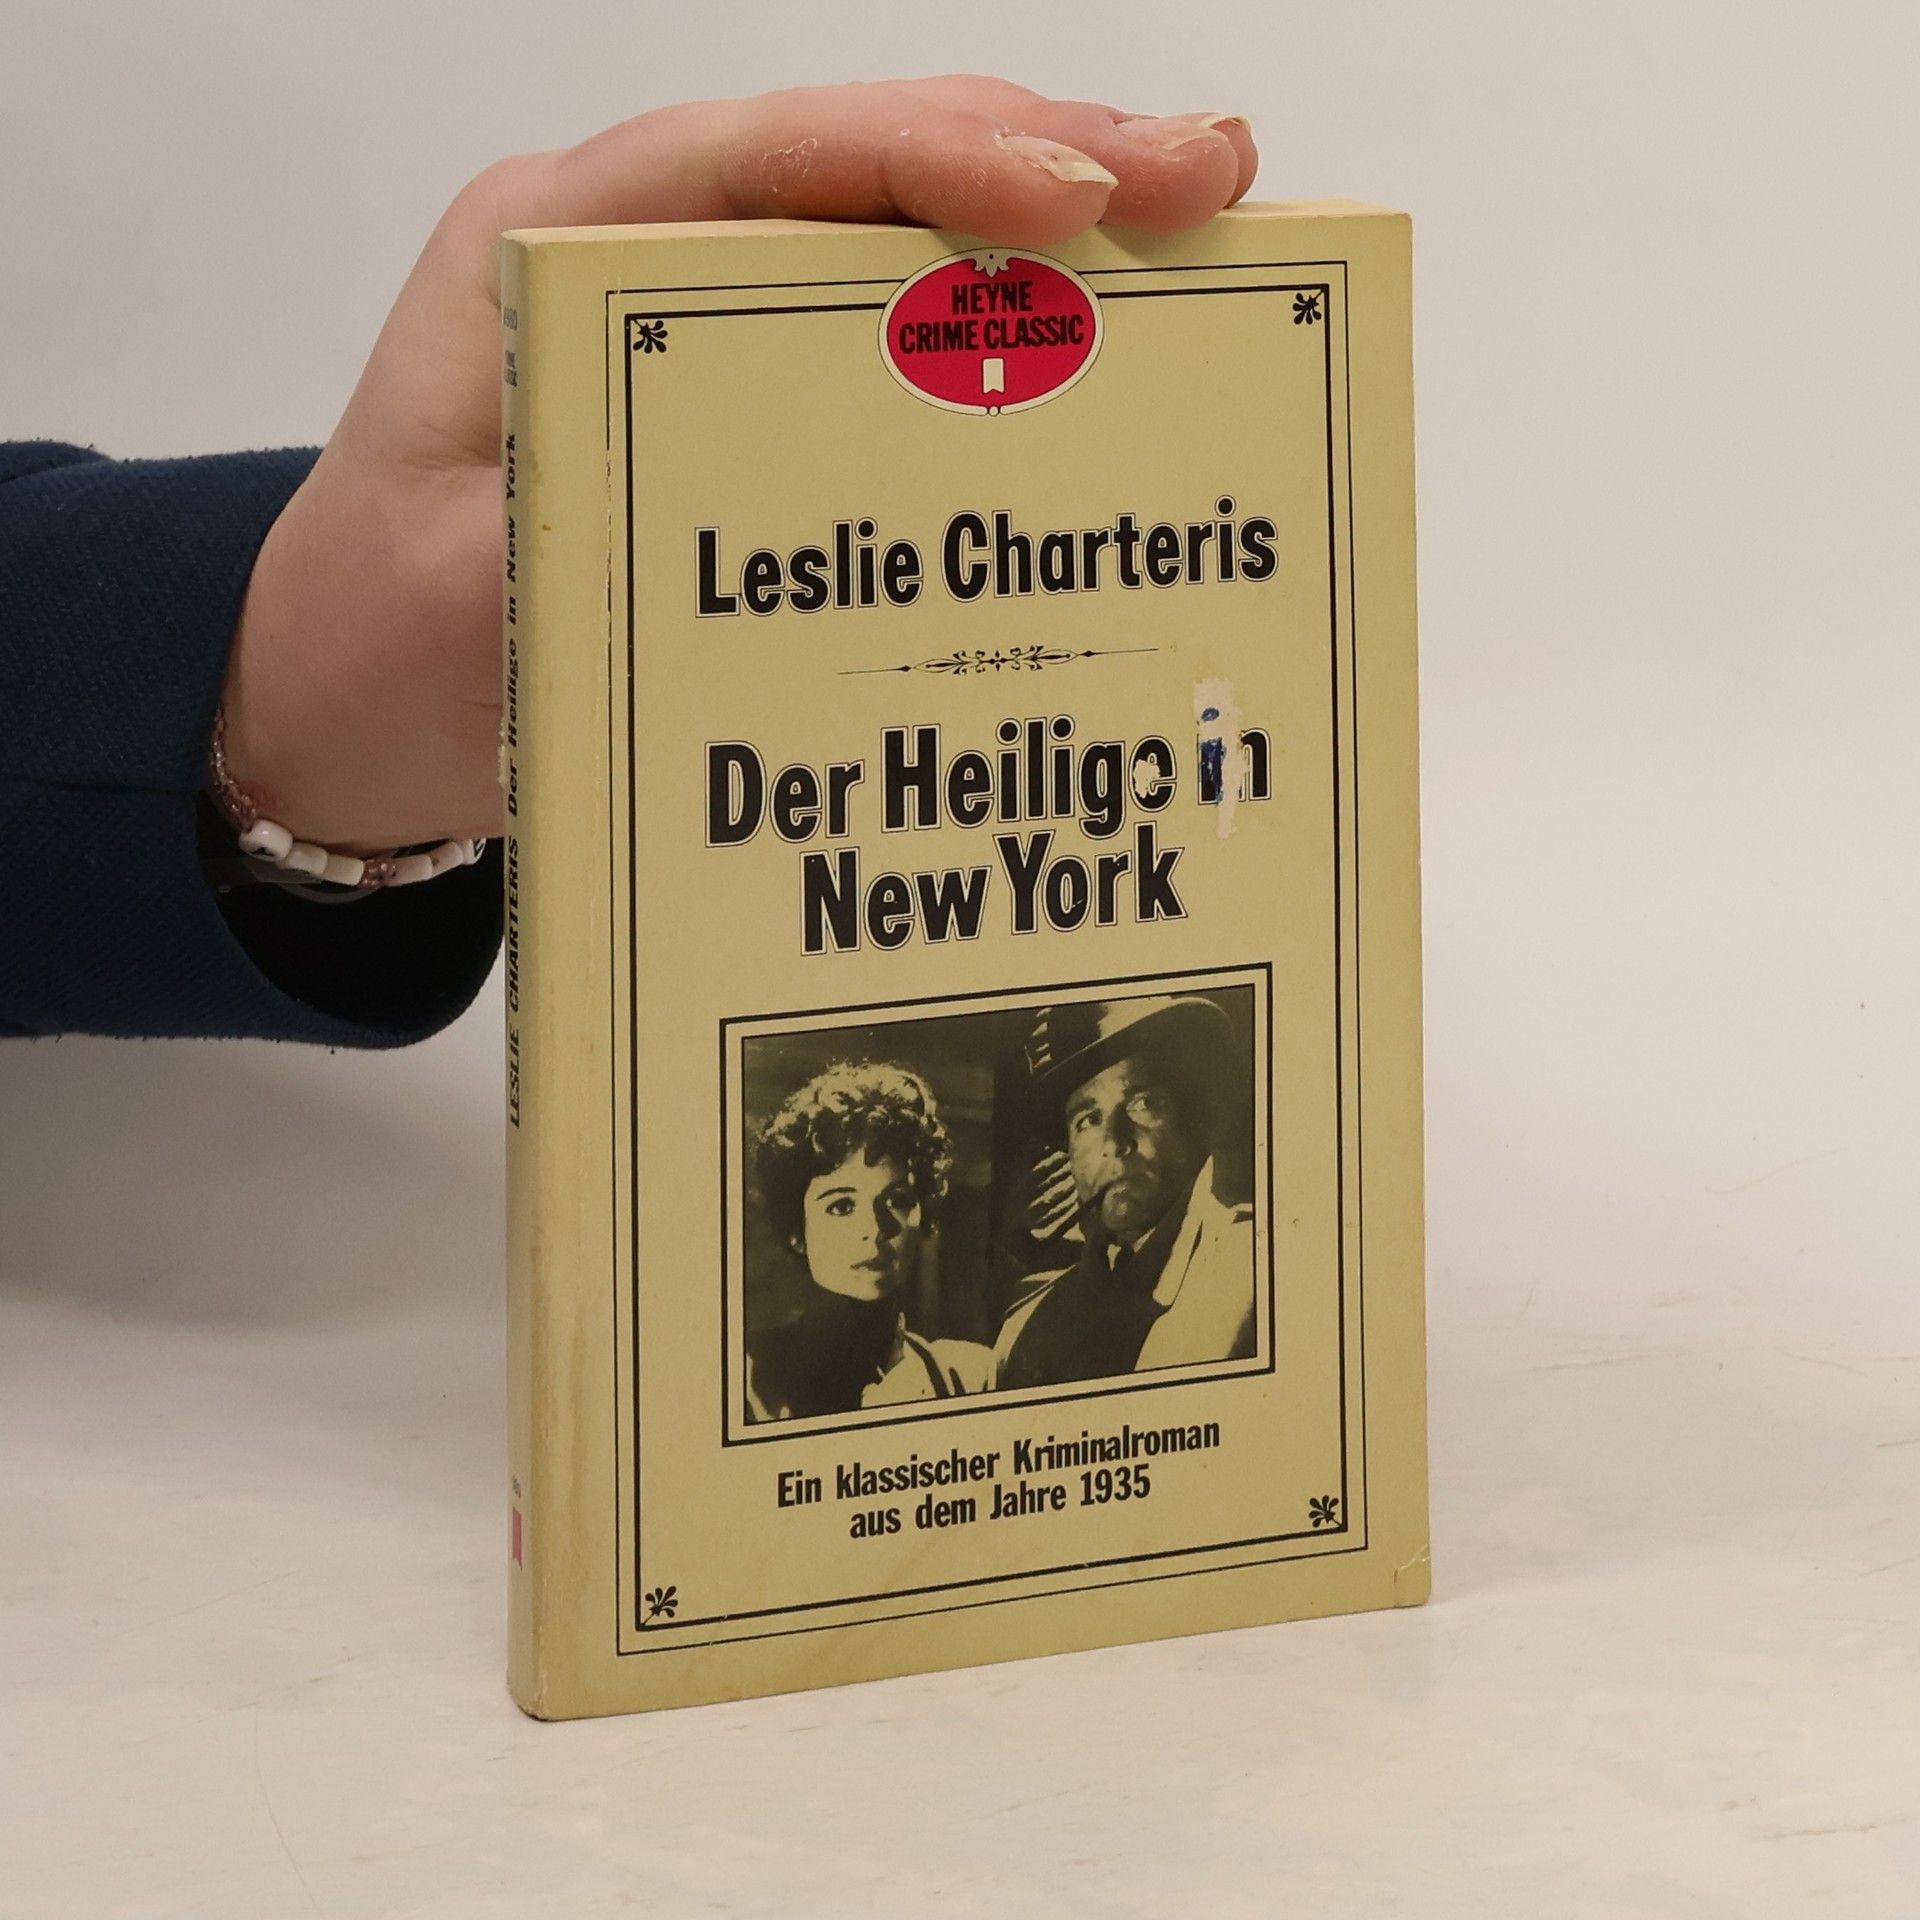 HEYNE
CRIME CLASSIC
Leslie Charteris
Der Heilige in
New York
Ein klassischer Kriminalroman
aus dem Jahre 1935
LESLIE CHARTERIS Der Heilige in New York